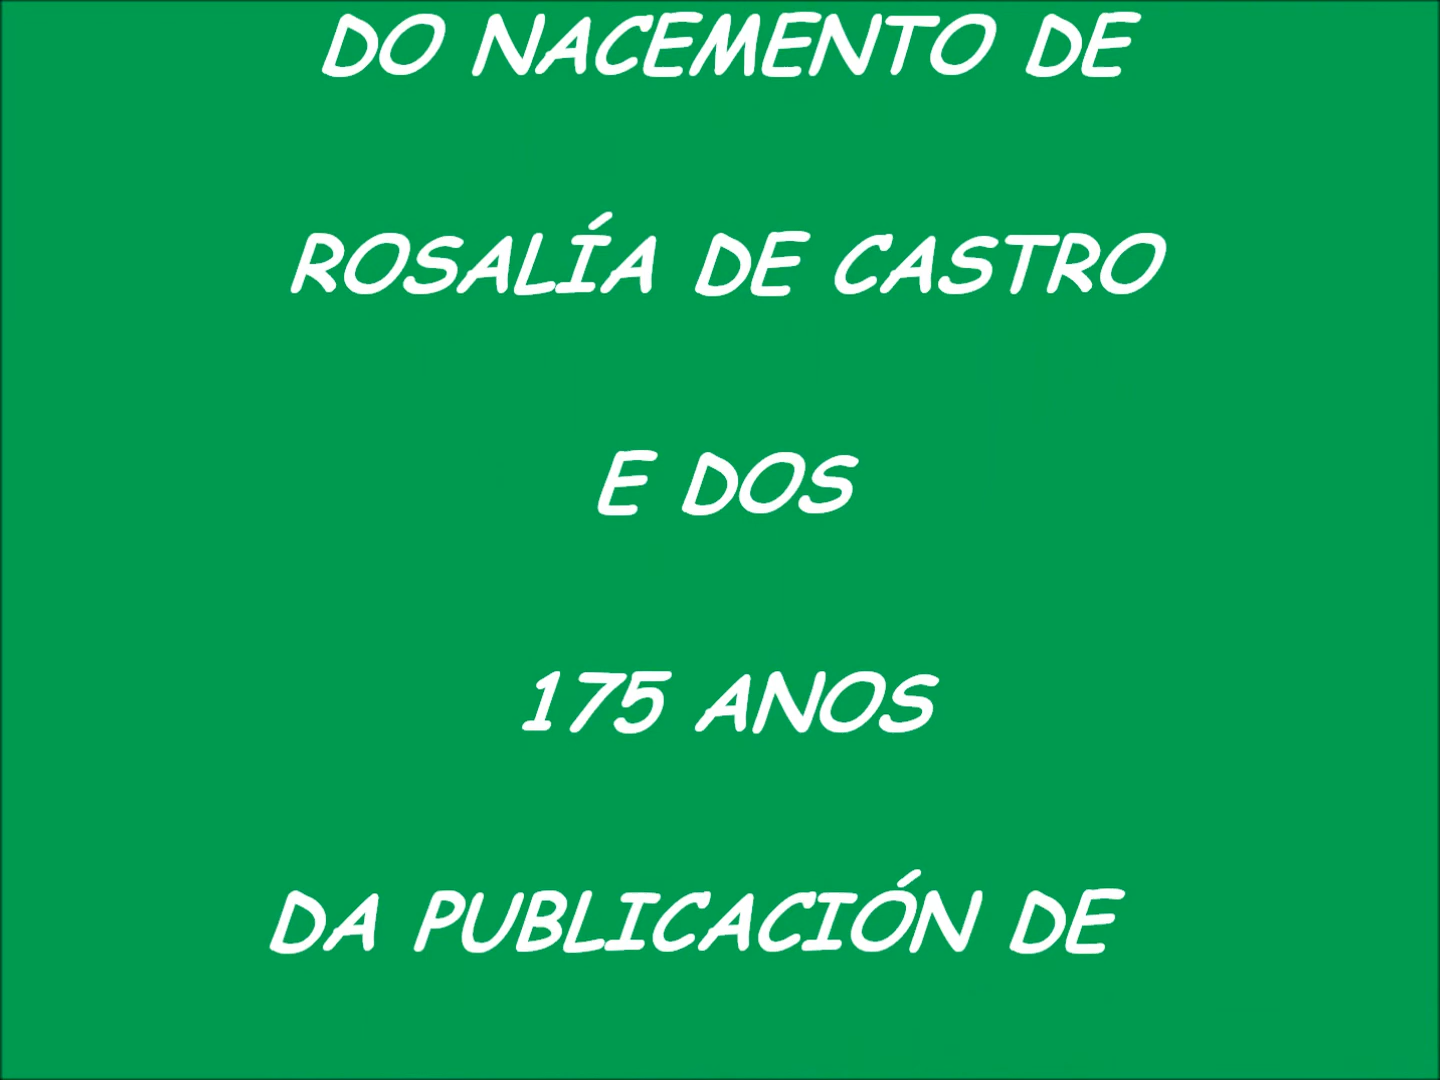 DO NACEMENTO DE
ROSALÍA DE CASTRO
E DOS
175 ANOS
DA PUBLICACIÓN DE